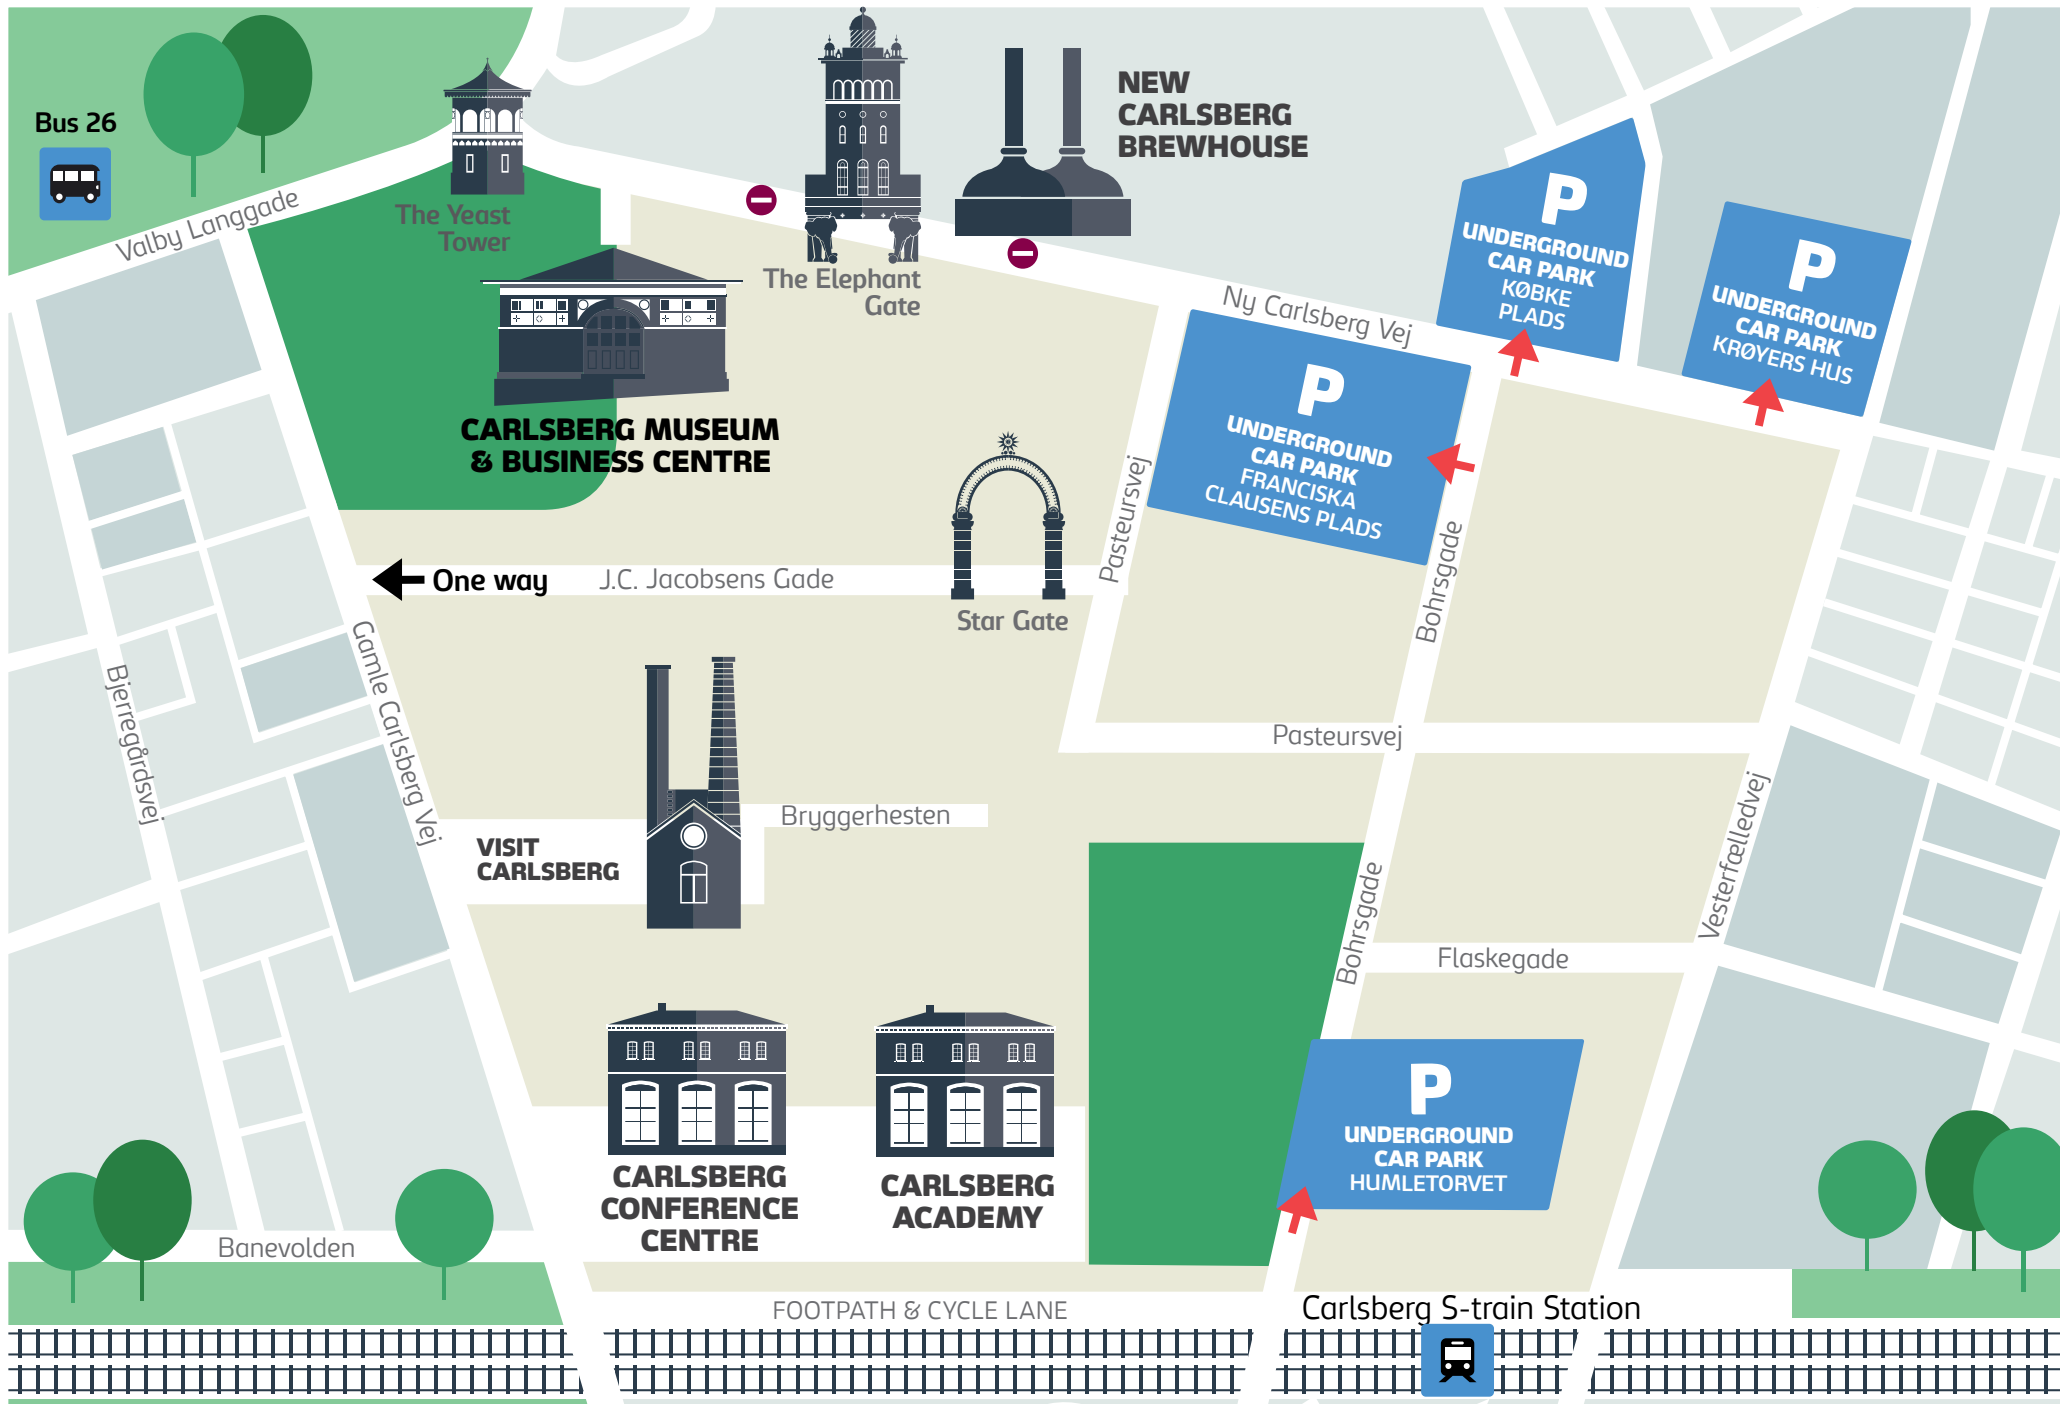 Bus 26
Valby Langgade
The Yeast
Tower
The Elephant
Gate
NEW
CARLSBERG
BREWHOUSE
Ny Carlsberg Vej
P
UNDERGROUND
CAR PARK
KØBKE
PLADS
P
UNDERGROUND
CAR PARK
KRØYERS HUS
P
UNDERGROUND
CAR PARK
FRANCISKA
CLAUSENS PLADS
CARLSBERG MUSEUM
& BUSINESS CENTRE
One way
J.C. Jacobsens Gade
Star Gate
Pasteursvej
Bohrsgade
Gamle Carlsberg Vej
Bjerregårdsvej
Pasteursvej
Bryggerhesten
VISIT
CARLSBERG
Vesterfælledvej
Bohrsgade
Flaskegade
P
UNDERGROUND
CAR PARK
HUMLETORVET
CARLSBERG
CONFERENCE
CENTRE
CARLSBERG
ACADEMY
Banevolden
FOOTPATH & CYCLE LANE
Carlsberg S-train Station